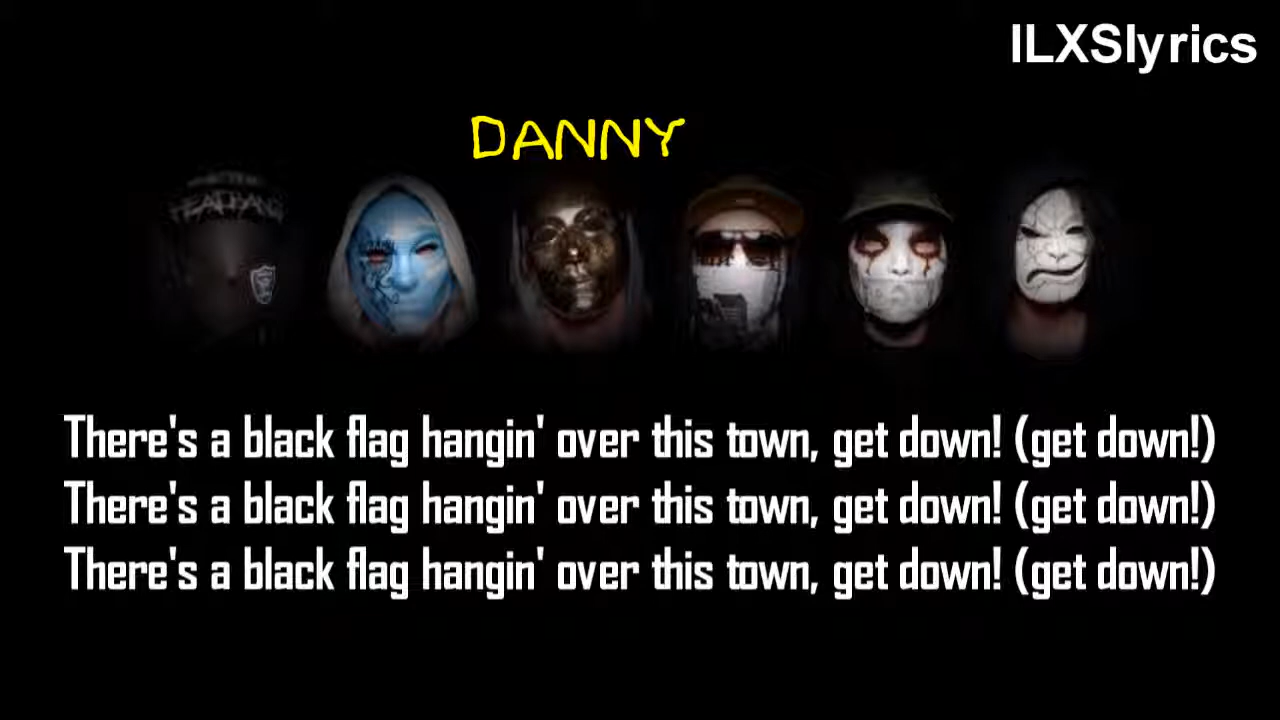 ILXSlyrics
DANNY
There's a black flag hangin' over this town, get down! (get down!)
There's a black flag hangin' over this town, get down! (get down!)
There's a black flag hangin' over this town, get down! (get down!)